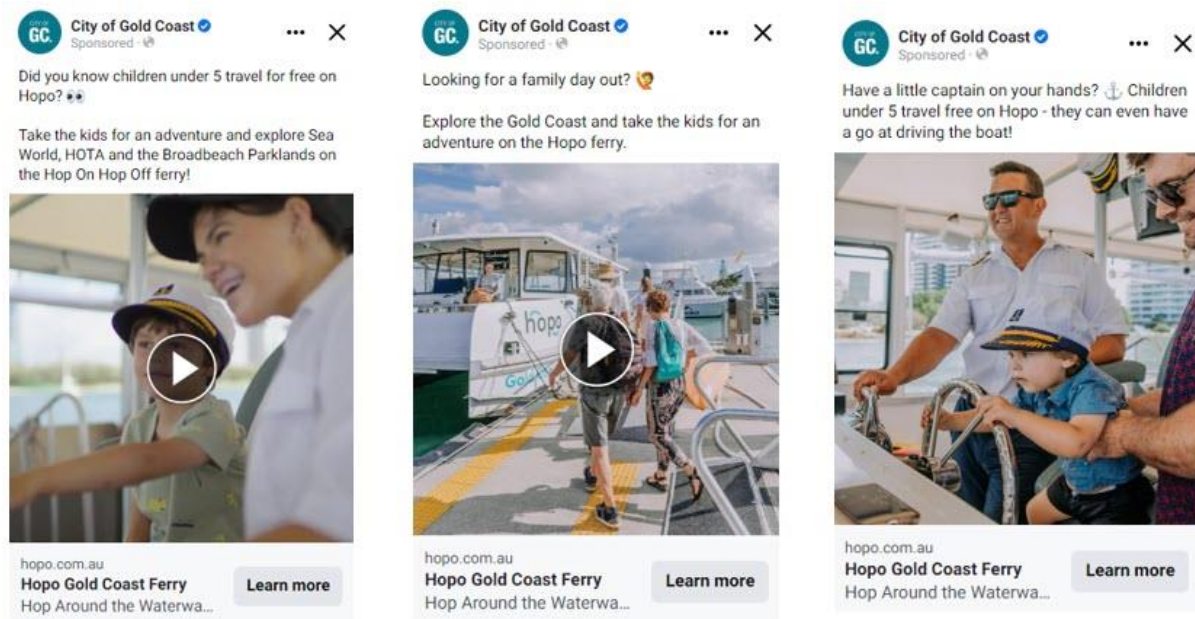 CITY OF
GC.
City of Gold Coast
Sponsored ·
Did you know children under 5 travel for free on
Hopo? 👀
Take the kids for an adventure and explore Sea
World, HOTA and the Broadbeach Parklands on
the Hop On Hop Off ferry!
hopo.com.au
Hopo Gold Coast Ferry
Hop Around the Waterwa...
Learn more
CITY OF
GC.
City of Gold Coast
Sponsored ·
Looking for a family day out? 🙋
Explore the Gold Coast and take the kids for an
adventure on the Hopo ferry.
hopo
hopo.com.au
Hopo Gold Coast Ferry
Hop Around the Waterwa...
Learn more
CITY OF
GC.
City of Gold Coast
Sponsored ·
Have a little captain on your hands? ⚓ Children
under 5 travel free on Hopo - they can even have
a go at driving the boat!
hopo.com.au
Hopo Gold Coast Ferry
Hop Around the Waterwa...
Learn more